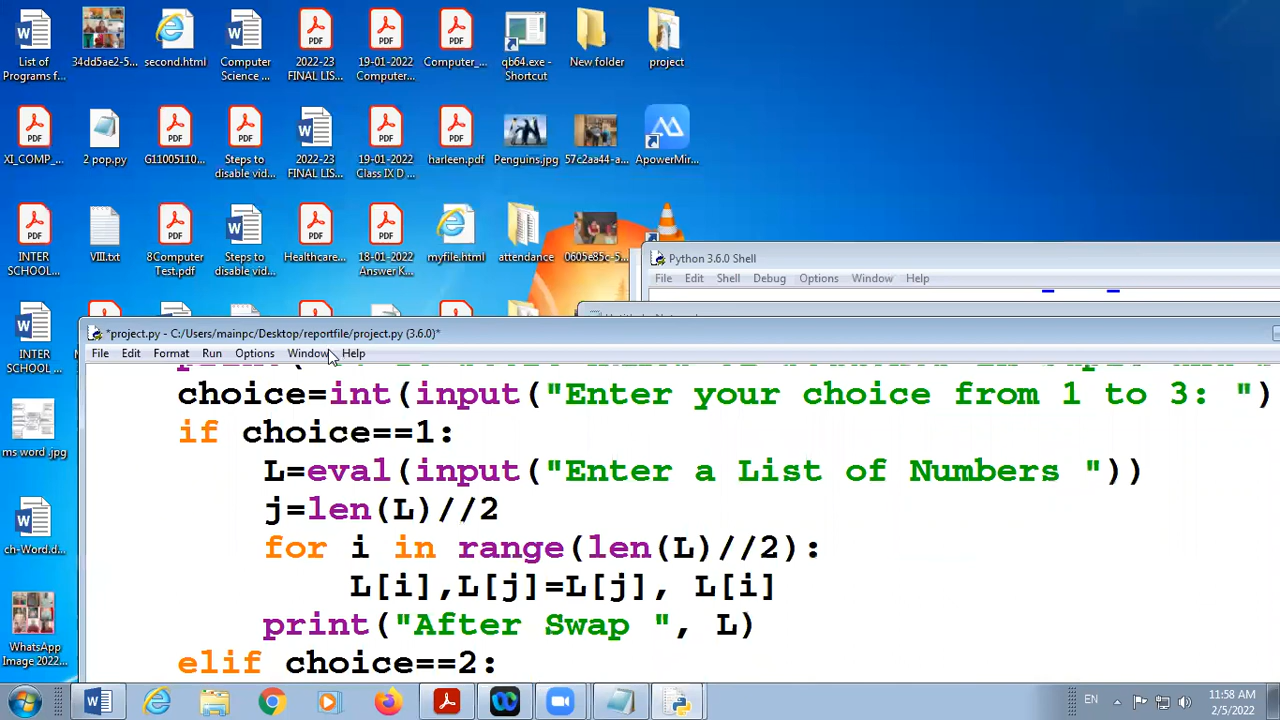 List of Programs f...
34dd5ae2-5...
second.html
Computer Science ...
2022-23 FINAL LIS...
19-01-2022 Computer...
Computer_...
qb64.exe - Shortcut
New folder
project
XI_COMP_...
2 pop.py
G11005110...
Steps to disable vid...
2022-23 FINAL LIS...
19-01-2022 Class IX D ...
harleen.pdf
Penguins.jpg
57c2aa44-a...
ApowerMir...
INTER SCHOOL...
VIII.txt
8Computer Test.pdf
Steps to disable vid...
Healthcare...
18-01-2022 Answer K...
myfile.html
attendance
0605e85c-5...
Python 3.6.0 Shell
File Edit Shell Debug Options Window Help
INTER SCHOOL...
ms word .jpg
ch-Word.d...
WhatsApp Image 2022...
*project.py - C:/Users/mainpc/Desktop/reportfile/project.py (3.6.0)*
File Edit Format Run Options Window Help
choice=int(input("Enter your choice from 1 to 3: ")
if choice==1:
L=eval(input("Enter a List of Numbers "))
j=len(L)//2
for i in range(len(L)//2):
L[i],L[j]=L[j], L[i]
print("After Swap ", L)
elif choice==2:
EN
11:58 AM
2/5/2022